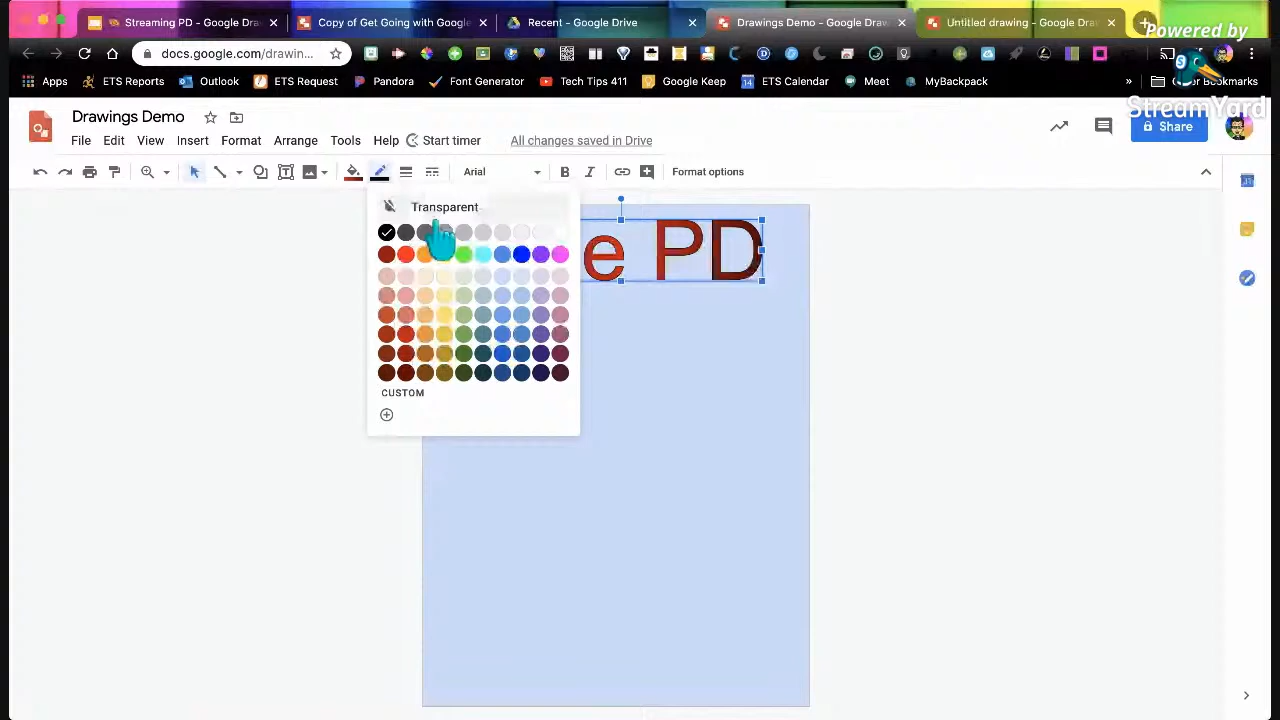 Streaming PD - Google Dra
Copy of Get Going with Google
Recent - Google Drive
Drawings Demo - Google Draw
Untitled drawing - Google Dra
Powered by
docs.google.com/drawin...
Apps
ETS Reports
Outlook
ETS Request
Pandora
Font Generator
Tech Tips 411
Google Keep
ETS Calendar
Meet
MyBackpack
»
Other Bookmarks
StreamYard
Drawings Demo
File Edit View Insert Format Arrange Tools Help Start timer All changes saved in Drive
Share
Arial
B I
Format options
Transparent
e PD
CUSTOM